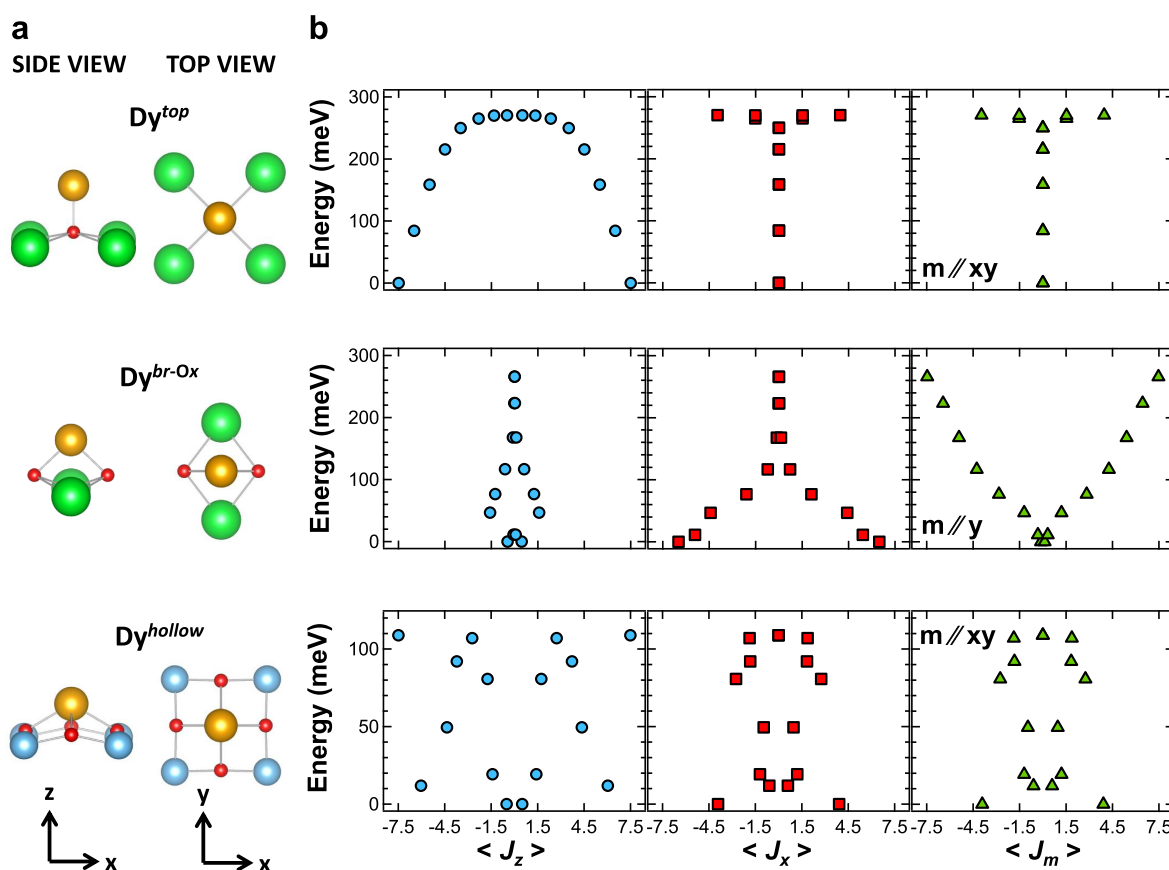 a
b
SIDE VIEW TOP VIEW
Dy^top
Energy (meV)
300
200
100
0
m // xy
Dy^br-Ox
Energy (meV)
300
200
100
0
m // y
Dy^hollow
Energy (meV)
100
50
0
m // xy
z
x
y
x
-7.5 -4.5 -1.5 1.5 4.5 7.5
-7.5 -4.5 -1.5 1.5 4.5 7.5
-7.5 -4.5 -1.5 1.5 4.5 7.5
< J_z >
< J_x >
< J_m >